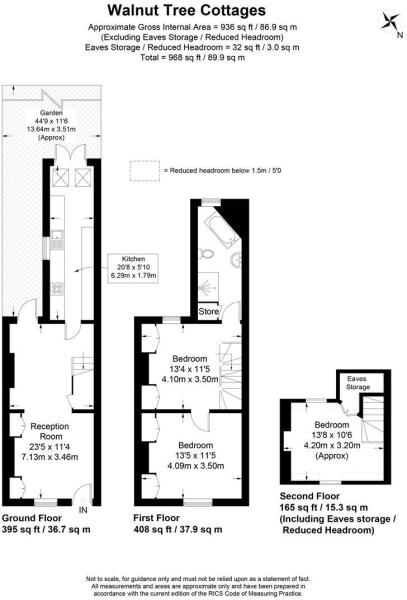 Walnut Tree Cottages
Approximate Gross Internal Area = 936 sq ft / 86.9 sq m
(Excluding Eaves Storage / Reduced Headroom)
Eaves Storage / Reduced Headroom = 32 sq ft / 3.0 sq m
Total = 968 sq ft / 89.9 sq m
N
Garden
44'9 x 11'6
13.64m x 3.51m
(Approx)
= Reduced headroom below 1.5m / 5'0
Kitchen
20'8 x 5'10
6.29m x 1.79m
Store
Bedroom
13'4 x 11'5
4.10m x 3.50m
Eaves
Storage
Reception
Room
23'5 x 11'4
7.13m x 3.46m
Bedroom
13'5 x 11'5
4.09m x 3.50m
Bedroom
13'8 x 10'6
4.20m x 3.20m
(Approx)
IN
Ground Floor
395 sq ft / 36.7 sq m
First Floor
408 sq ft / 37.9 sq m
Second Floor
165 sq ft / 15.3 sq m
(Including Eaves storage /
Reduced Headroom)
Not to scale, for guidance only and must not be relied upon as a statement of fact.
All measurements and areas are approximate only and have been prepared in
accordance with the current edition of the RICS Code of Measuring Practice.